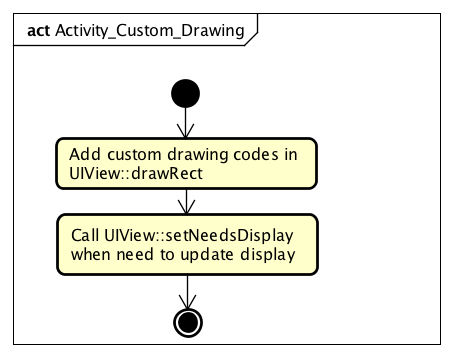 act Activity_Custom_Drawing
Add custom drawing codes in
UIView::drawRect
Call UIView::setNeedsDisplay
when need to update display